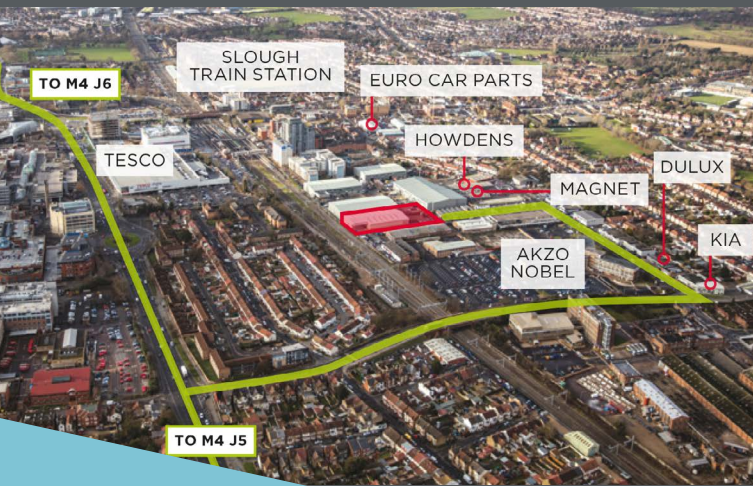 SLOUGH
TRAIN STATION
EURO CAR PARTS
TO M4 J6
HOWDENS
TESCO
DULUX
MAGNET
KIA
AKZO
NOBEL
TO M4 J5